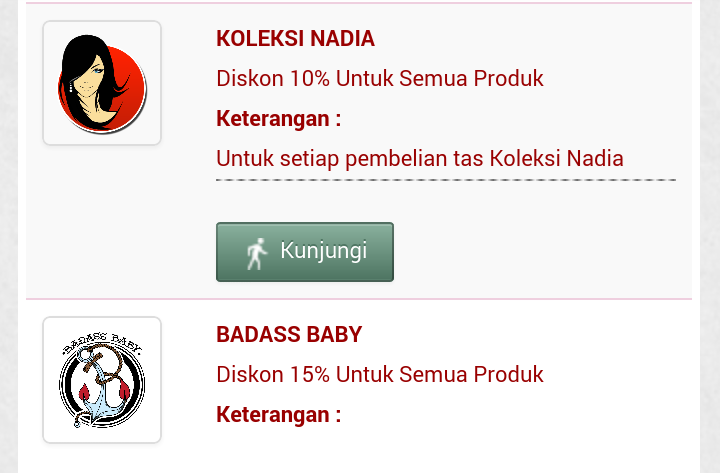 KOLEKSI NADIA
Diskon 10% Untuk Semua Produk
Keterangan :
Untuk setiap pembelian tas Koleksi Nadia
Kunjungi
BADASS BABY
BADASS BABY
Diskon 15% Untuk Semua Produk
Keterangan :